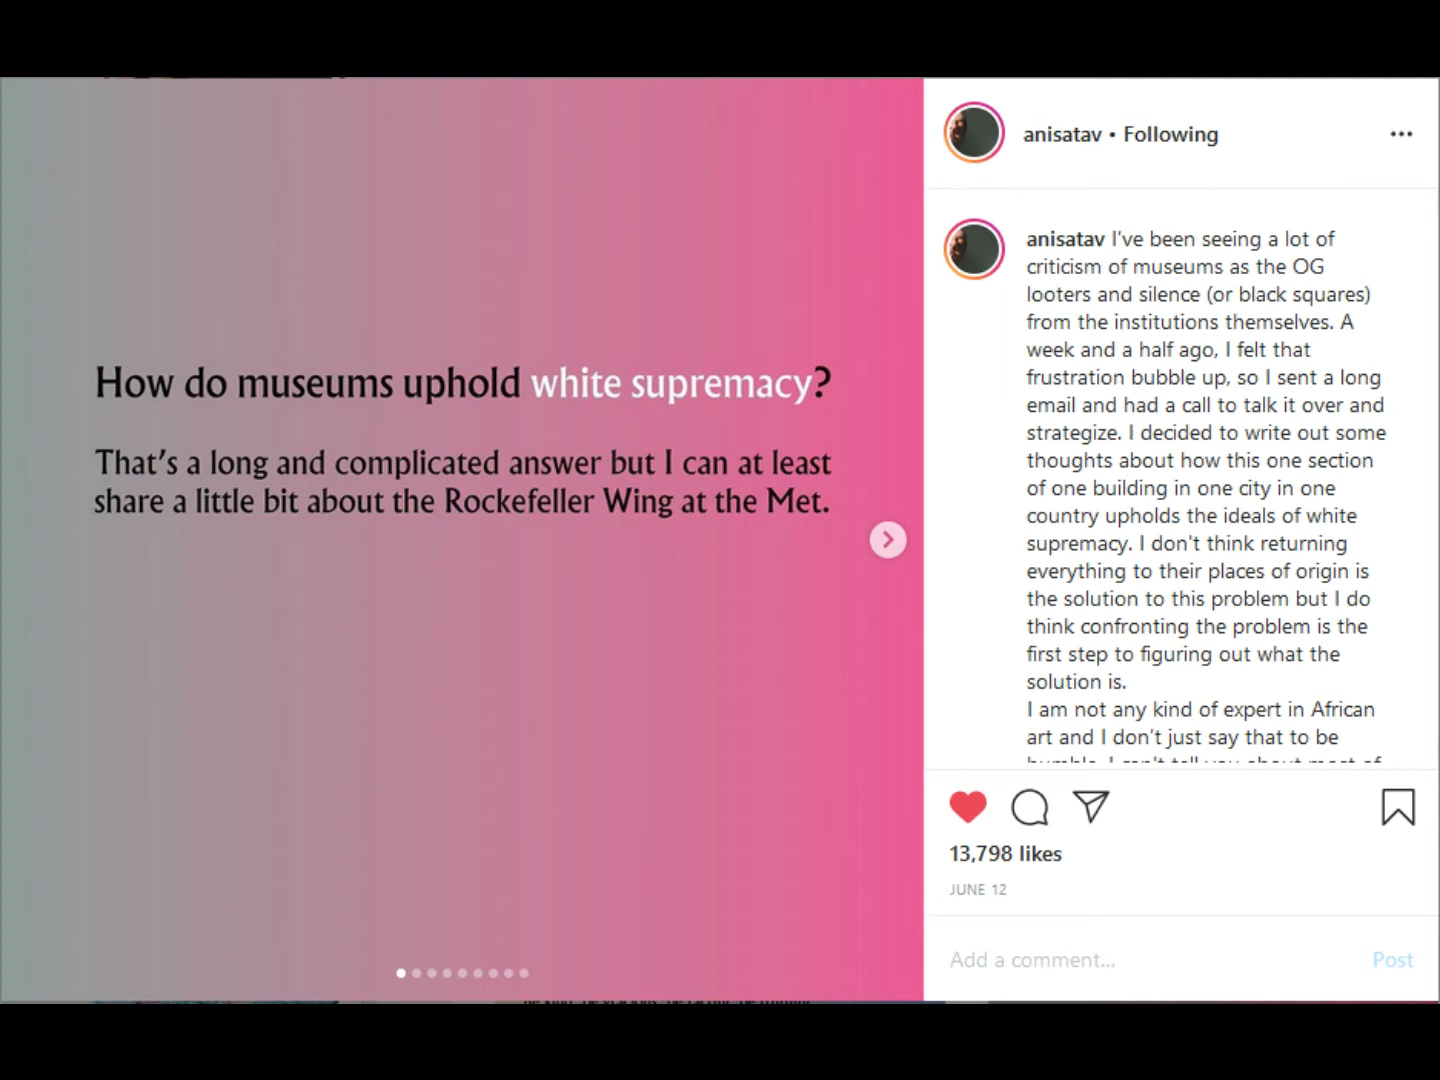 How do museums uphold white supremacy?
That's a long and complicated answer but I can at least
share a little bit about the Rockefeller Wing at the Met.
anisatav • Following
anisatav I've been seeing a lot of
criticism of museums as the OG
looters and silence (or black squares)
from the institutions themselves. A
week and a half ago, I felt that
frustration bubble up, so I sent a long
email and had a call to talk it over and
strategize. I decided to write out some
thoughts about how this one section
of one building in one city in one
country upholds the ideals of white
supremacy. I don't think returning
everything to their places of origin is
the solution to this problem but I do
think confronting the problem is the
first step to figuring out what the
solution is.
I am not any kind of expert in African
art and I don't just say that to be
13,798 likes
JUNE 12
Add a comment...
Post